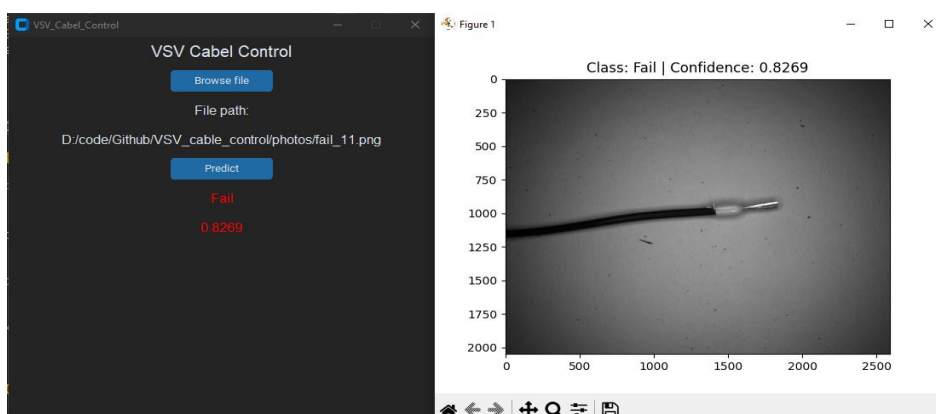 VSV_Cabel_Control
VSV Cabel Control
Browse file
File path:
D:/code/Github/VSV_cable_control/photos/fail_11.png
Predict
Fail
0.8269
Figure 1
Class: Fail | Confidence: 0.8269
0
250
500
750
1000
1250
1500
1750
2000
0 500 1000 1500 2000 2500